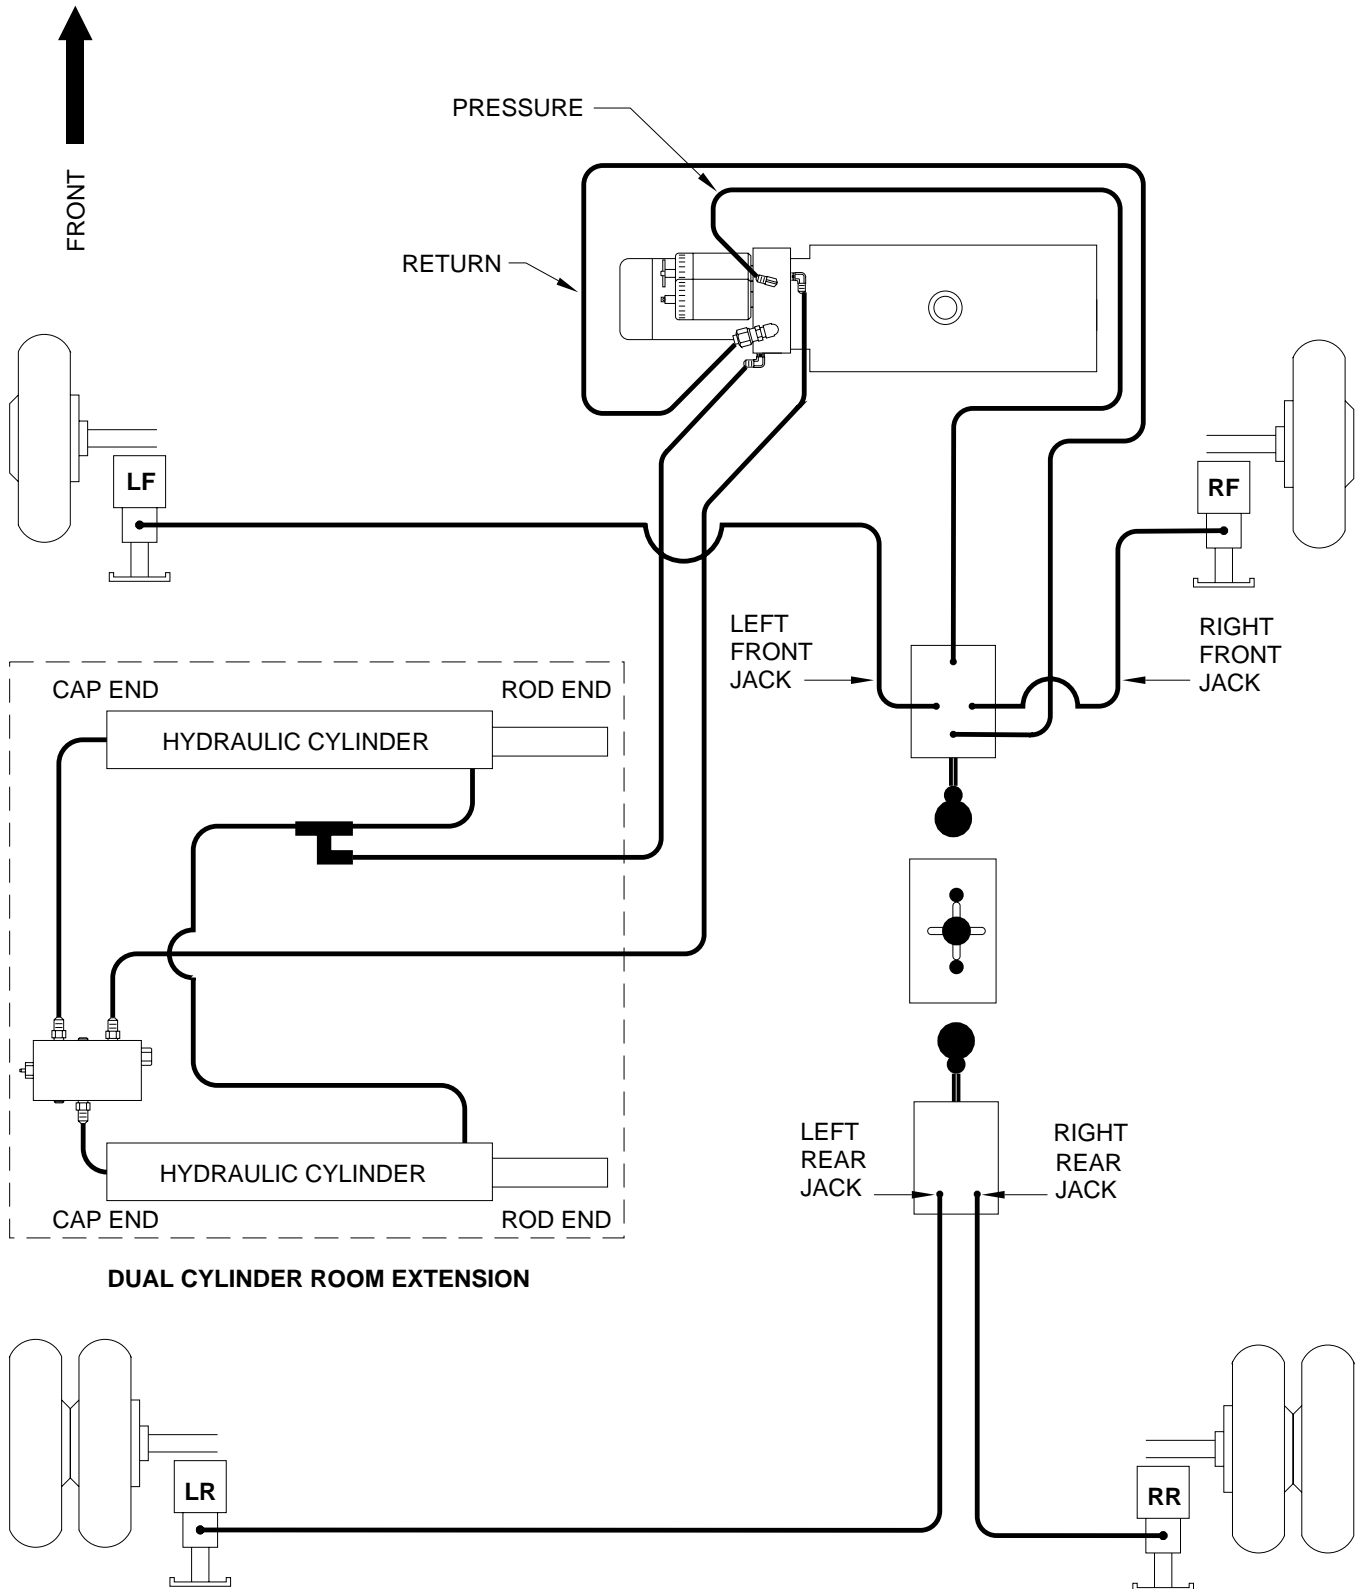 PRESSURE
FRONT
RETURN
LF
RF
LEFT
FRONT
JACK
RIGHT
FRONT
JACK
CAP END
ROD END
HYDRAULIC CYLINDER
LEFT
REAR
JACK
RIGHT
REAR
JACK
HYDRAULIC CYLINDER
CAP END
ROD END
DUAL CYLINDER ROOM EXTENSION
LR
RR